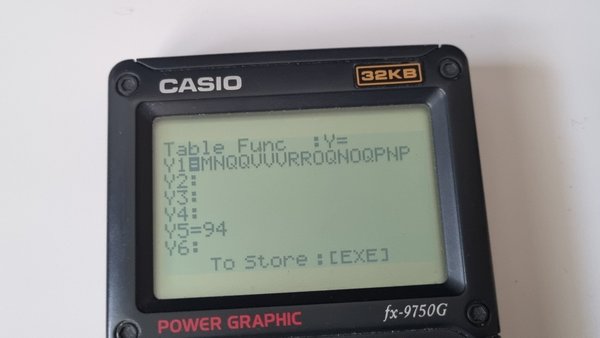 CASIO
32KB
Table Func :Y=
Y1=MNQQVVVRROQNOQPNP
Y2:
Y3:
Y4:
Y5=94
Y6:
To Store :[EXE]
POWER GRAPHIC
fx-9750G